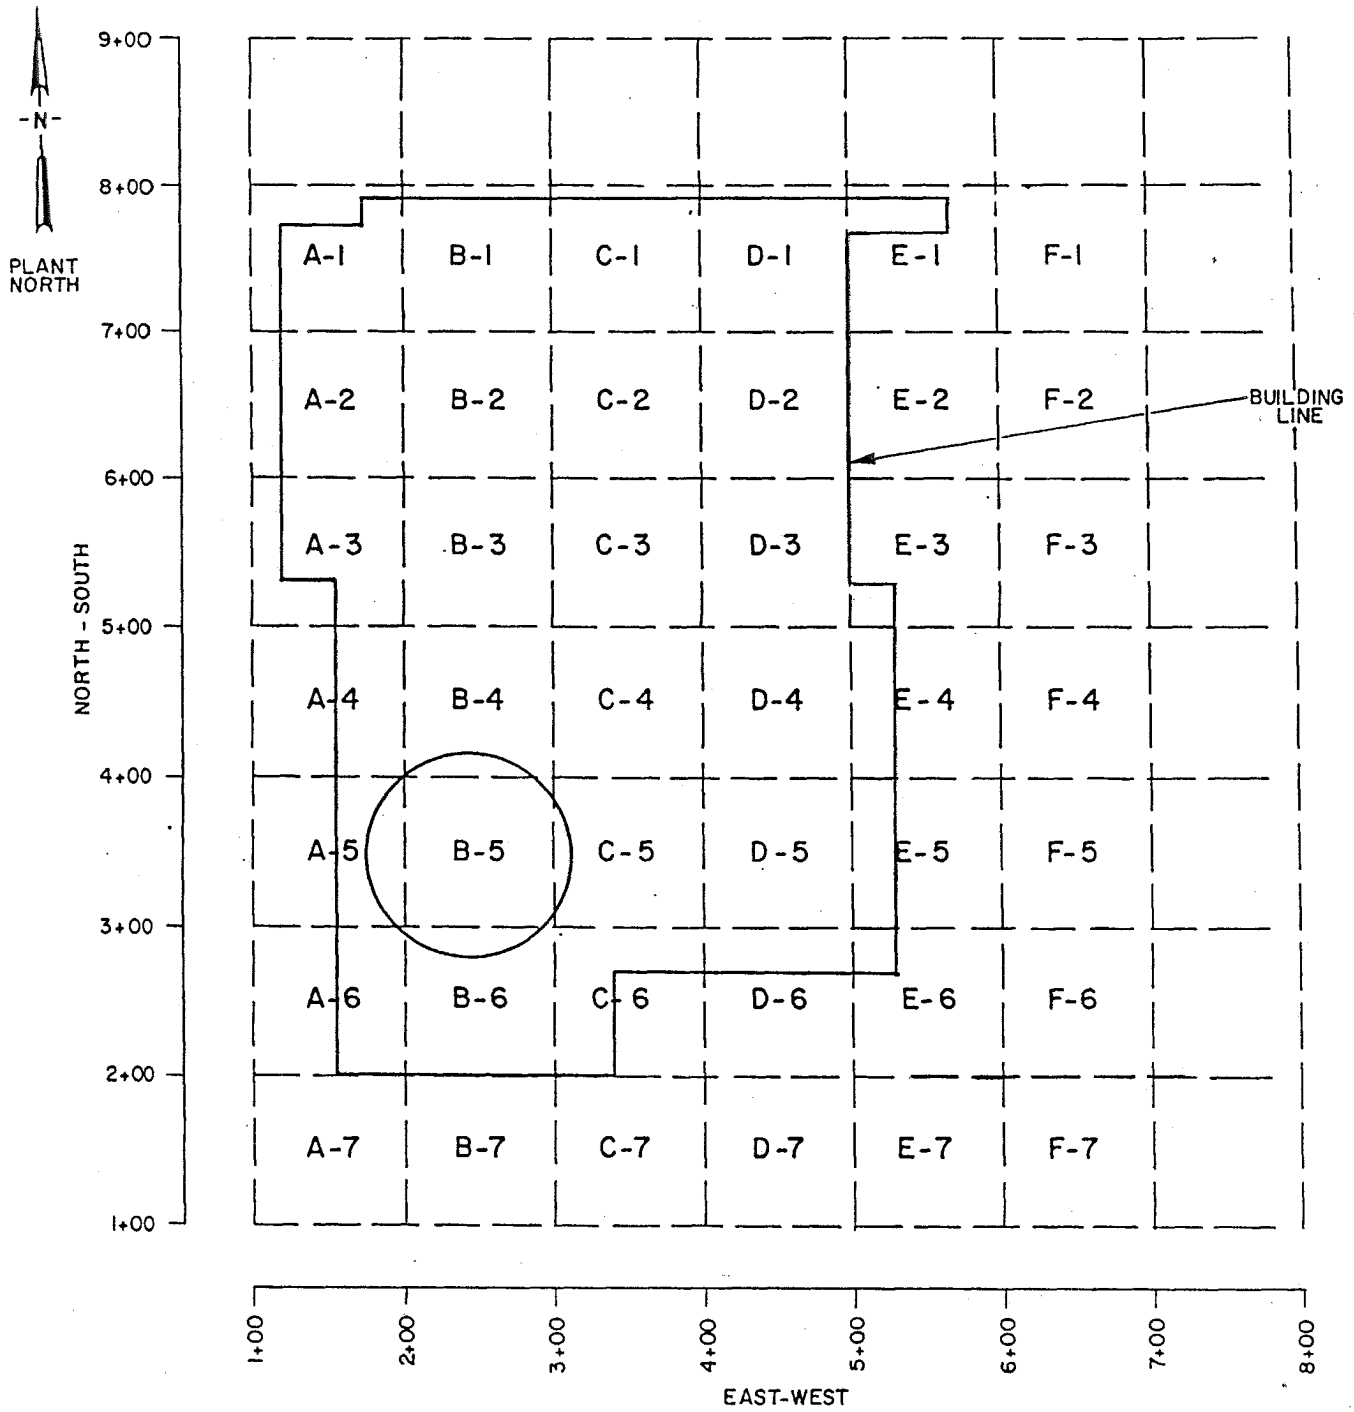 9+00
-N-
8+00
PLANT
NORTH
A-1 B-1 C-1 D-1 E-1 F-1
7+00
A-2 B-2 C-2 D-2 E-2 F-2
BUILDING
LINE
6+00
A-3 B-3 C-3 D-3 E-3 F-3
NORTH-SOUTH
5+00
A-4 B-4 C-4 D-4 E-4 F-4
4+00
A-5 B-5 C-5 D-5 E-5 F-5
3+00
A-6 B-6 C-6 D-6 E-6 F-6
2+00
A-7 B-7 C-7 D-7 E-7 F-7
1+00
1+00 2+00 3+00 4+00 5+00 6+00 7+00 8+00
EAST-WEST